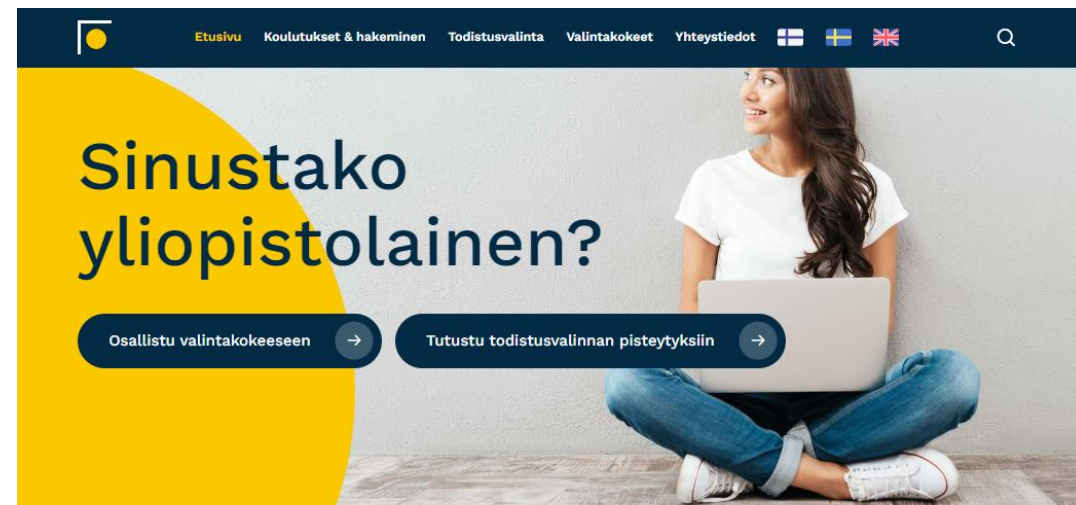 Etusivu Koulutukset & hakeminen Todistusvalinta Valintakokeet Yhteystiedot
Sinustako
yliopistolainen?
Osallistu valintakokeeseen
Tutustu todistusvalinnan pisteytyksiin